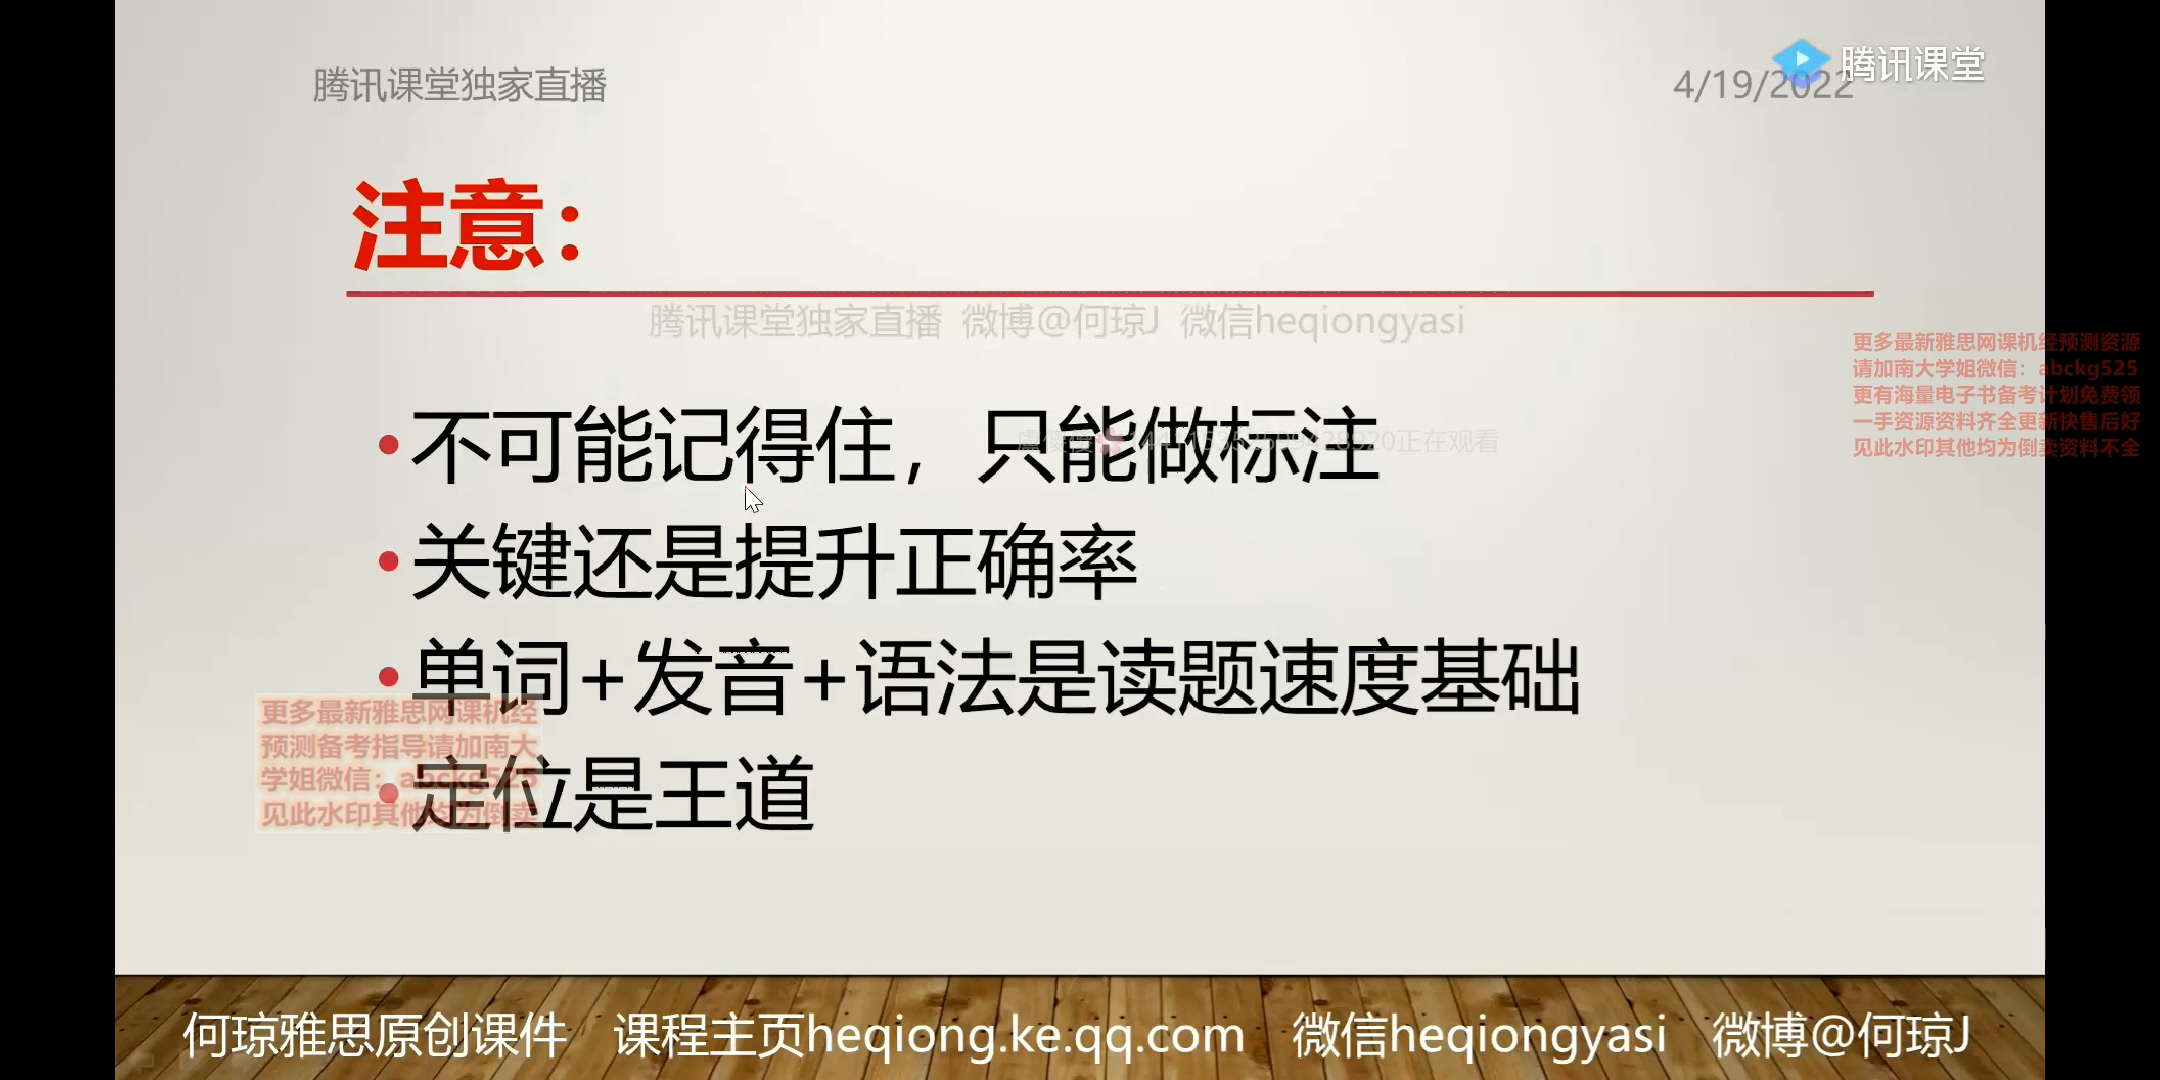 腾讯课堂独家直播
4/19/2022
腾讯课堂
注意：
腾讯课堂独家直播 微博@何琼J 微信heqiongyasi
更多最新雅思网课机经预测资源
请加南大学姐微信：abckg525
更有海量电子书备考计划免费领
一手资源资料齐全更新快售后好
见此水印其他均为倒卖资料不全
•不可能记得住，只能做标注
正在观看
•关键还是提升正确率
•单词+发音+语法是读题速度基础
•定位是王道
更多最新雅思网课机经
预测备考指导请加南大
学姐微信：abckg525
见此水印其他均为倒卖
何琼雅思原创课件 课程主页heqiong.ke.qq.com 微信heqiongyasi 微博@何琼J